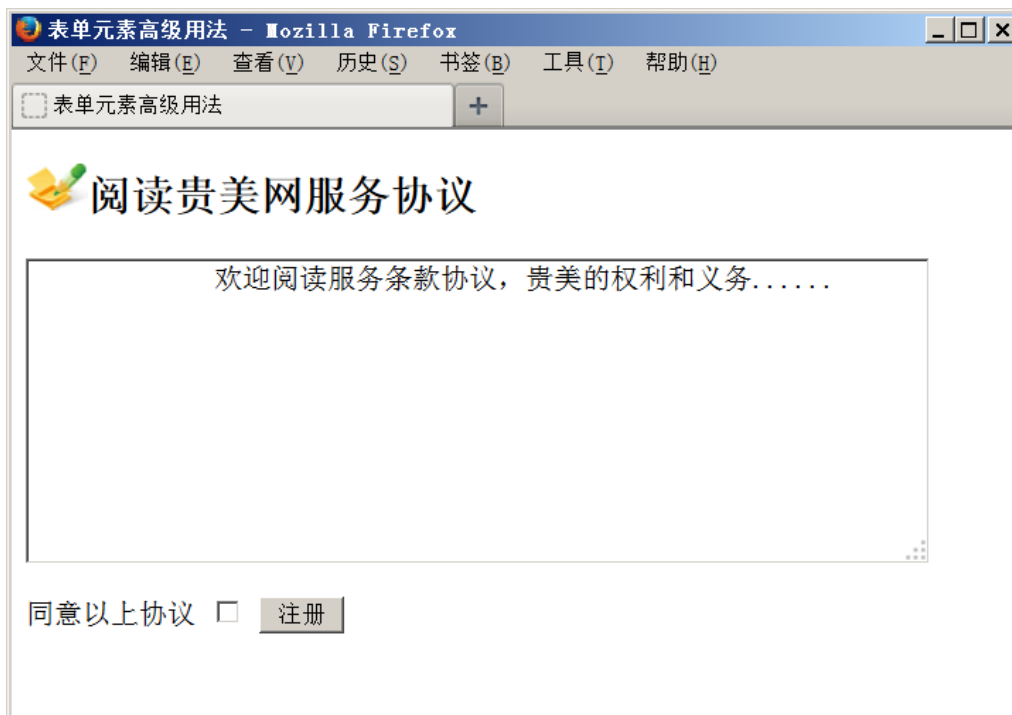 表单元素高级用法 - Mozilla Firefox
文件(F) 编辑(E) 查看(V) 历史(S) 书签(B) 工具(T) 帮助(H)
表单元素高级用法
阅读贵美网服务协议
欢迎阅读服务条款协议，贵美的权利和义务......
同意以上协议 注册